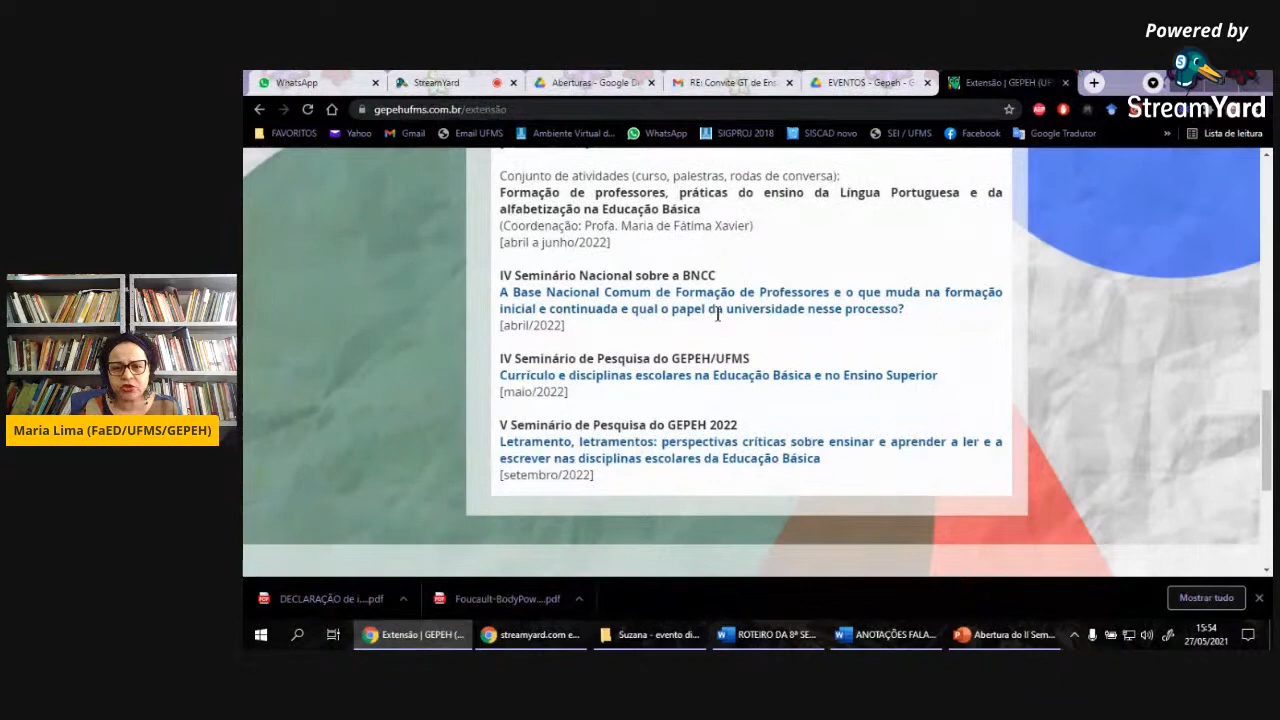 Powered by
StreamYard
WhatsApp
StreamYard
Aberturas - Google D
RE: Convite GT de En
EVENTOS - Gepeh - G
Extensão | GEPEH (UF
gepehufms.com.br/extensão
FAVORITOS
Yahoo
Gmail
Email UFMS
Ambiente Virtual d...
WhatsApp
SIGPROJ 2018
SISCAD novo
SEI / UFMS
Facebook
Google Tradutor
»
Lista de leitura
Conjunto de atividades (curso, palestras, rodas de conversa):
Formação de professores, práticas do ensino da Língua Portuguesa e da
alfabetização na Educação Básica
(Coordenação: Profa. Maria de Fátima Xavier)
[abril a junho/2022]
IV Seminário Nacional sobre a BNCC
A Base Nacional Comum de Formação de Professores e o que muda na formação
inicial e continuada e qual o papel da universidade nesse processo?
[abril/2022]
IV Seminário de Pesquisa do GEPEH/UFMS
Currículo e disciplinas escolares na Educação Básica e no Ensino Superior
[maio/2022]
V Seminário de Pesquisa do GEPEH 2022
Letramento, letramentos: perspectivas críticas sobre ensinar e aprender a ler e a
escrever nas disciplinas escolares da Educação Básica
[setembro/2022]
Maria Lima (FaED/UFMS/GEPEH)
DECLARAÇÃO de i....pdf
Foucault-BodyPow....pdf
Mostrar tudo
Extensão | GEPEH (...
streamyard.com e...
Suzana - evento di...
ROTEIRO DA 8ª SE...
ANOTAÇÕES FALA...
Abertura do II Sem...
15:54
27/05/2021